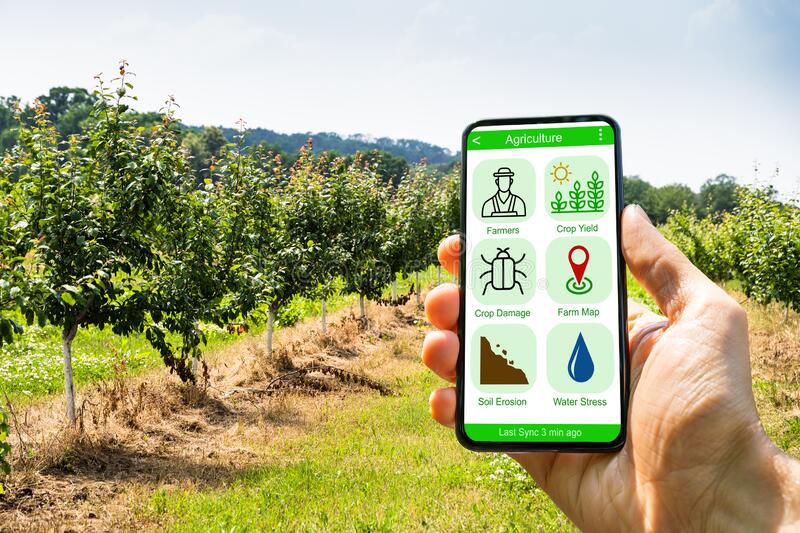 < Agriculture
Farmers Crop Yield
Crop Damage Farm Map
Soil Erosion Water Stress
Last Sync 3 min ago